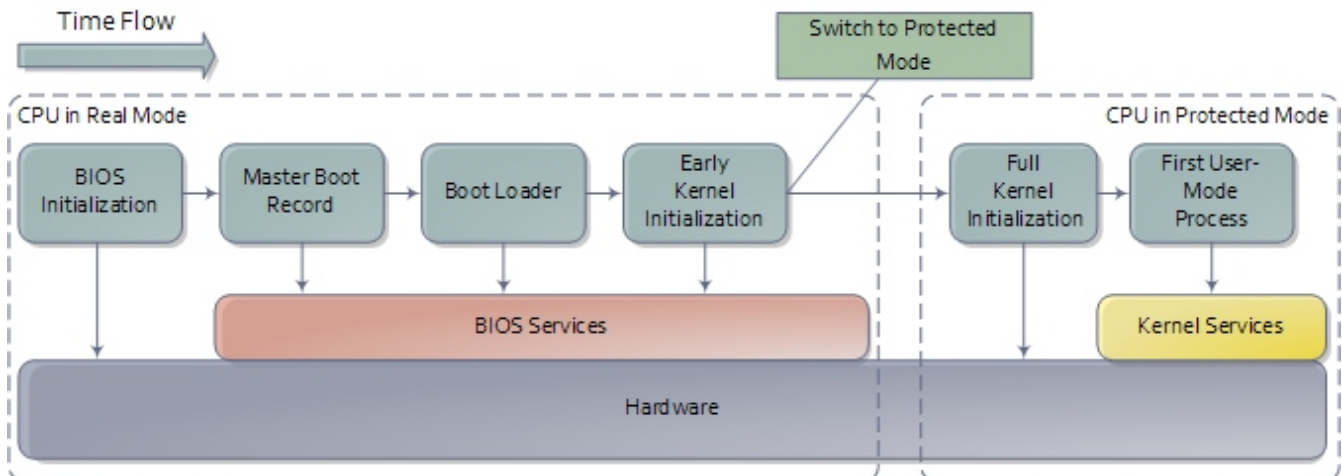 Time Flow
Switch to Protected
Mode
CPU in Real Mode
CPU in Protected Mode
BIOS
Initialization
Master Boot
Record
Boot Loader
Early
Kernel
Initialization
Full
Kernel
Initialization
First User-
Mode
Process
BIOS Services
Kernel Services
Hardware